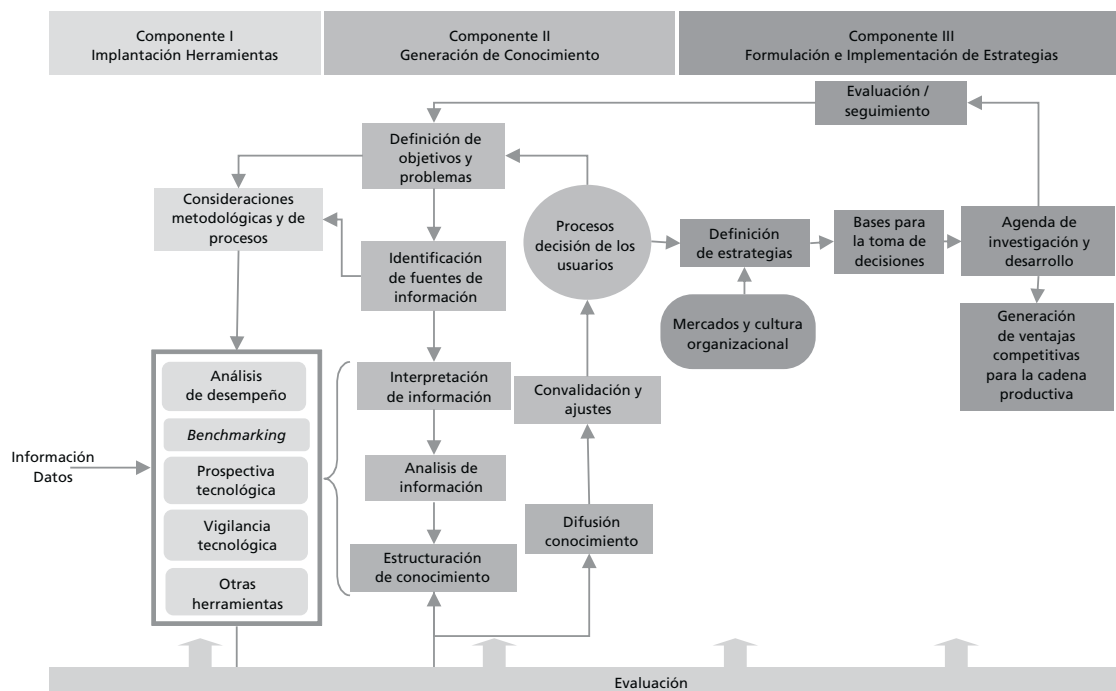 Componente I
Implantación Herramientas
Componente II
Generación de Conocimiento
Componente III
Formulación e Implementación de Estrategias
Evaluación /
seguimiento
Definición de
objetivos y
problemas
Consideraciones
metodológicas y de
procesos
Identificación
de fuentes de
información
Procesos
decisión de los
usuarios
Definición
de estrategias
Bases para
la toma de
decisiones
Agenda de
investigación y
desarrollo
Mercados y cultura
organizacional
Generación
de ventajas
competitivas
para la cadena
productiva
Análisis
de desempeño
Benchmarking
Prospectiva
tecnológica
Vigilancia
tecnológica
Otras
herramientas
Información
Datos
Interpretación
de información
Analisis de
información
Estructuración
de conocimiento
Convalidación y
ajustes
Difusión
conocimiento
Evaluación